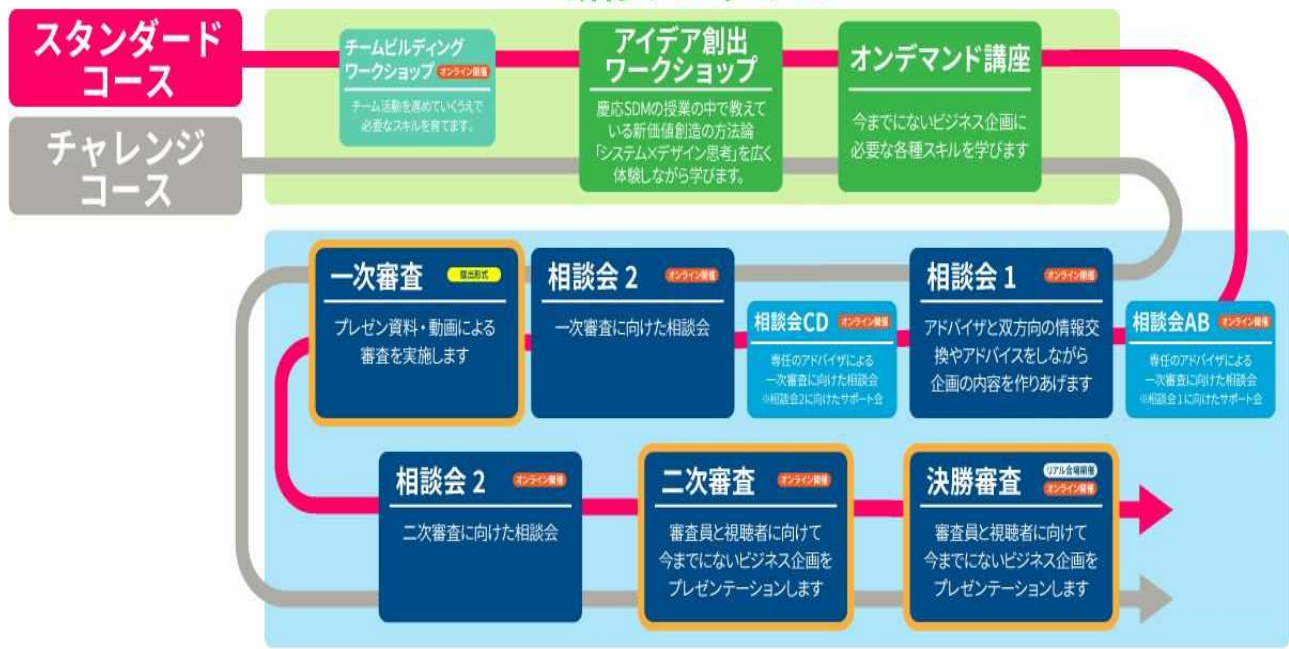 スタンダード
コース
チャレンジ
コース
チームビルディング
ワークショップ オンライン開催
チーム活動を進めていくうえで
必要なスキルを育てます。
アイデア創出
ワークショップ
慶応SDMの授業の中で教えて
いる新価値創造の方法論
「システム×デザイン思考」を広く
体験しながら学びます。
オンデマンド講座
今までにないビジネス企画に
必要な各種スキルを学びます
一次審査 提出形式
プレゼン資料・動画による
審査を実施します
相談会 2 オンライン開催
一次審査に向けた相談会
相談会CD オンライン開催
専任のアドバイザによる
一次審査に向けた相談会
※相談会2に向けたサポート会
相談会 1 オンライン開催
アドバイザと双方向の情報交
換やアドバイスをしながら
企画の内容を作りあげます
相談会AB オンライン開催
専任のアドバイザによる
一次審査に向けた相談会
※相談会1に向けたサポート会
相談会 2 オンライン開催
二次審査に向けた相談会
二次審査 オンライン開催
審査員と視聴者に向けて
今までにないビジネス企画を
プレゼンテーションします
決勝審査 リアル会場開催
オンライン開催
審査員と視聴者に向けて
今までにないビジネス企画を
プレゼンテーションします